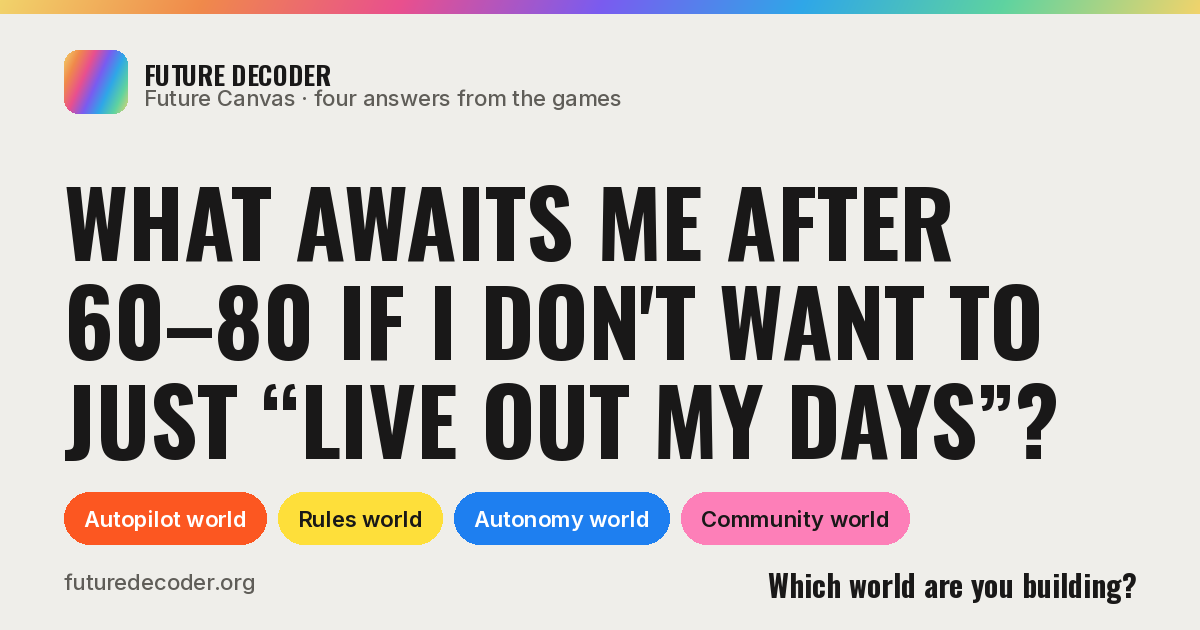 FUTURE DECODER
Future Canvas · four answers from the games
WHAT AWAITS ME AFTER
60–80 IF I DON'T WANT TO
JUST “LIVE OUT MY DAYS”?
Autopilot world
Rules world
Autonomy world
Community world
futuredecoder.org
Which world are you building?